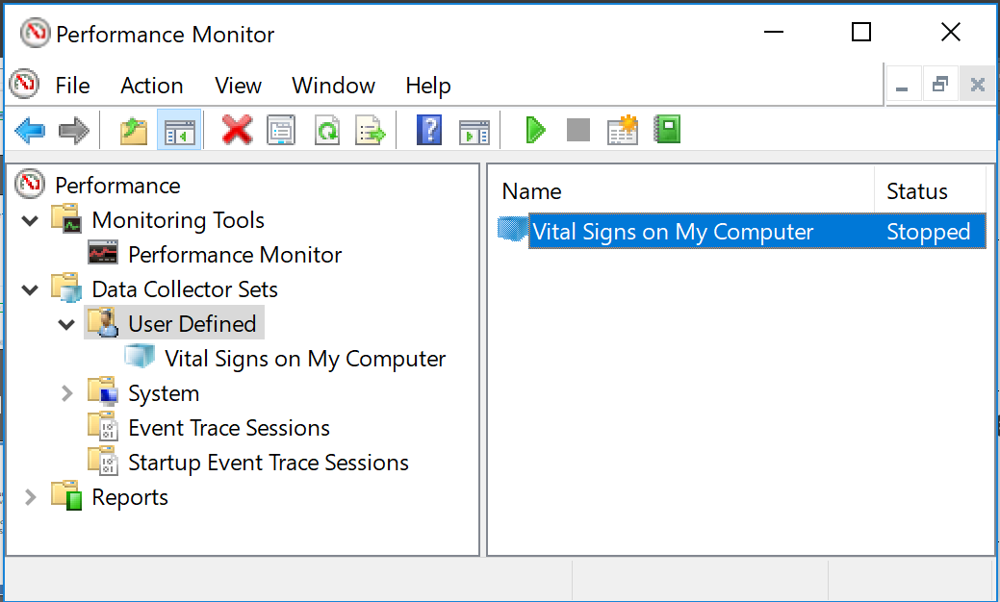 Performance Monitor
File Action View Window Help
Performance
Monitoring Tools
Performance Monitor
Data Collector Sets
User Defined
Vital Signs on My Computer
System
Event Trace Sessions
Startup Event Trace Sessions
Reports
Name Status
Vital Signs on My Computer Stopped